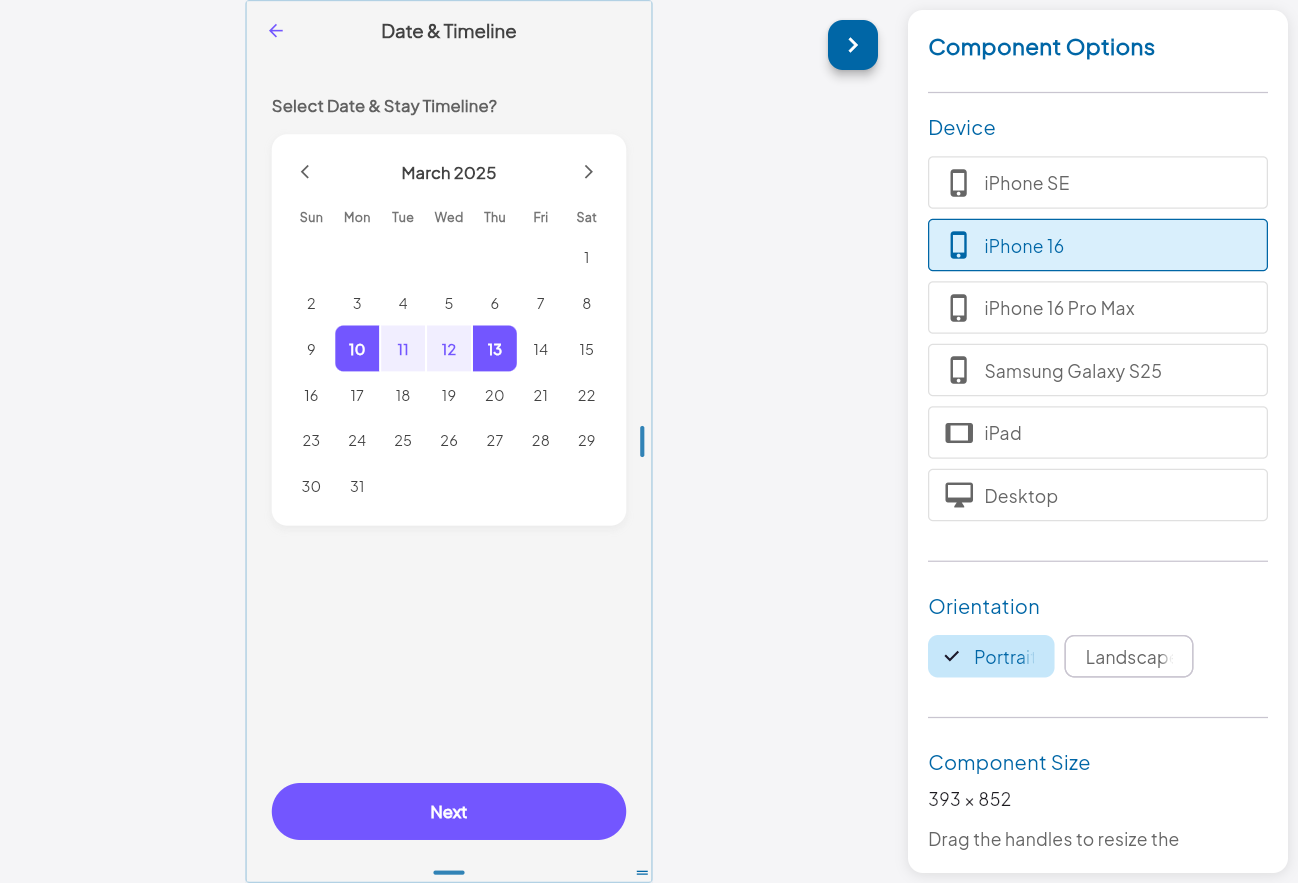 Date & Timeline
Select Date & Stay Timeline?
March 2025
Sun Mon Tue Wed Thu Fri Sat
1
2 3 4 5 6 7 8
9 10 11 12 13 14 15
16 17 18 19 20 21 22
23 24 25 26 27 28 29
30 31
Next
Component Options
Device
iPhone SE
iPhone 16
iPhone 16 Pro Max
Samsung Galaxy S25
iPad
Desktop
Orientation
Portrait Landscape
Component Size
393 × 852
Drag the handles to resize the